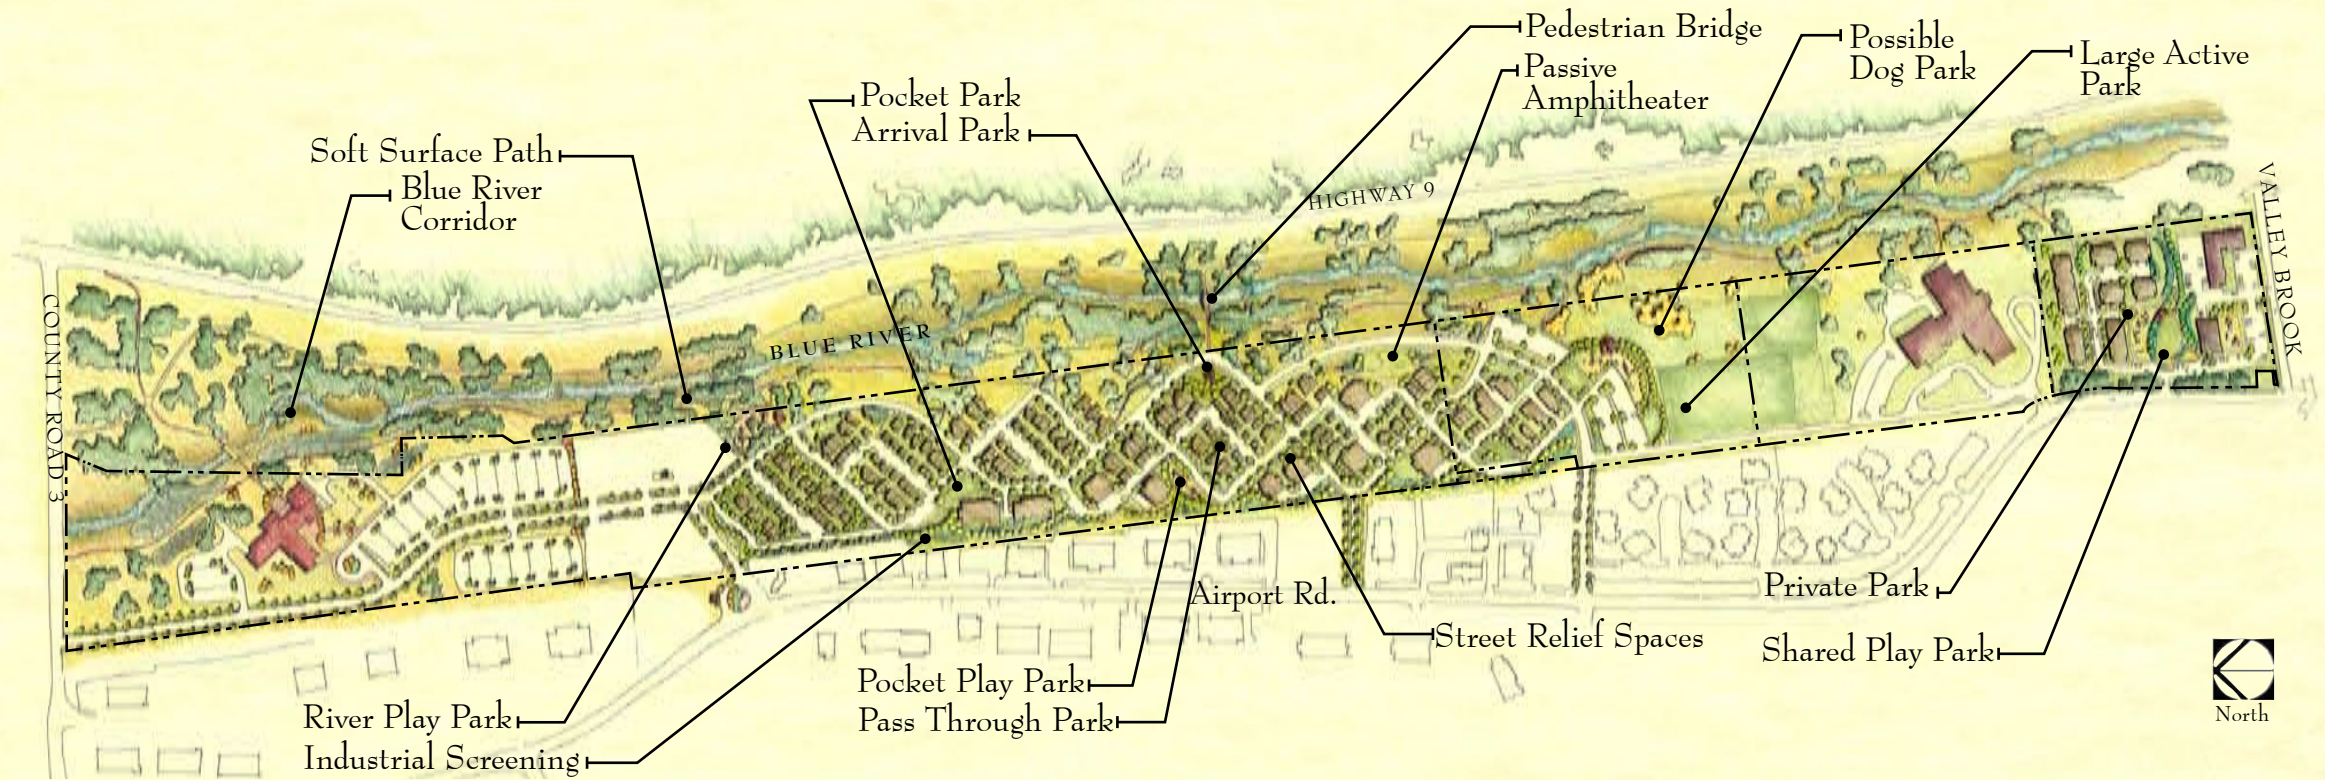 Pedestrian Bridge
Passive
Amphitheater
Possible
Dog Park
Large Active
Park
Pocket Park
Arrival Park
Soft Surface Path
Blue River
Corridor
HIGHWAY 9
VALLEY BROOK
BLUE RIVER
COUNTY ROAD 3
Airport Rd.
Private Park
Street Relief Spaces
Shared Play Park
Pocket Play Park
Pass Through Park
River Play Park
Industrial Screening
North